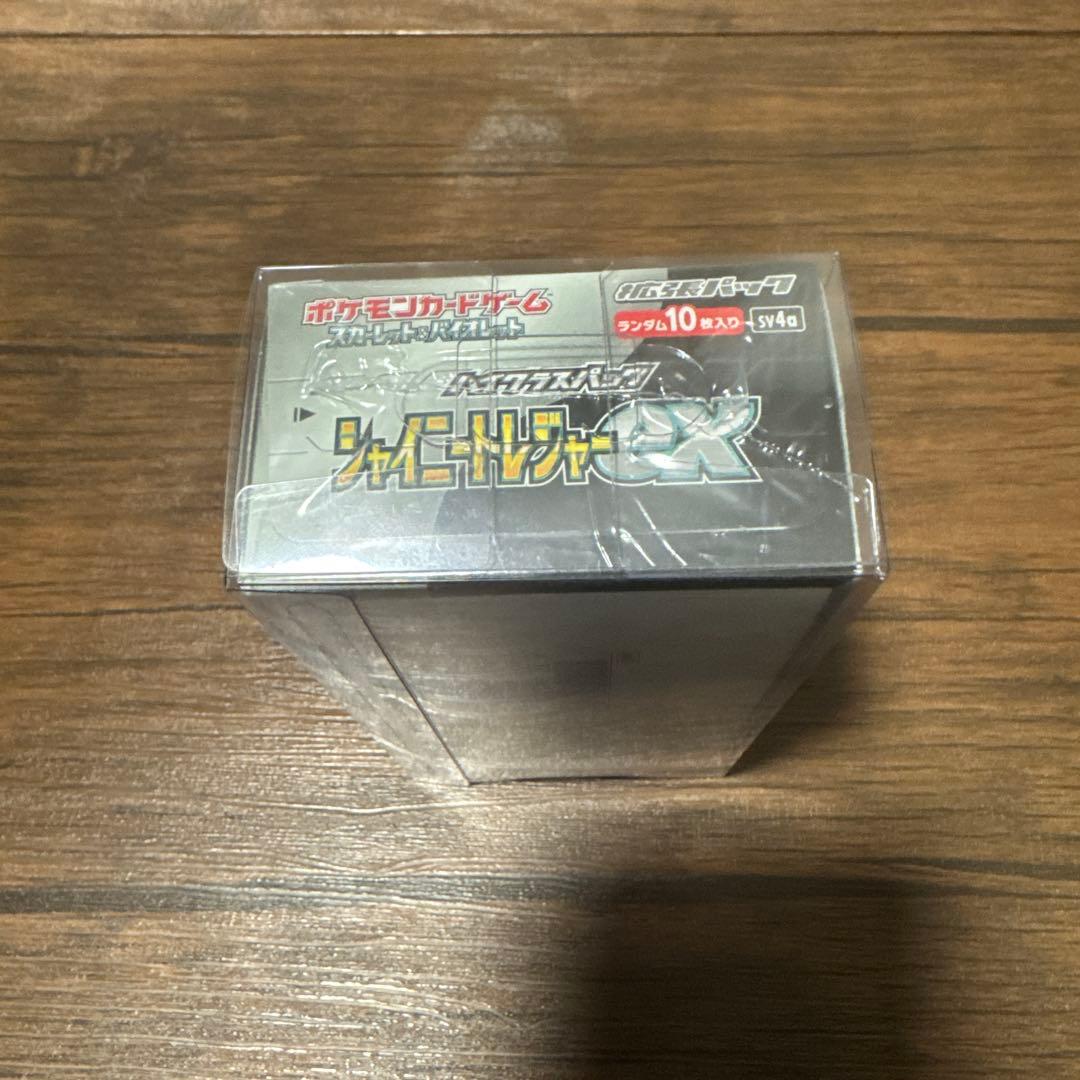 ポケモンカードゲーム
スカーレット&バイオレット
拡張パック
ランダム10枚入り
SV4a
ハイクラスパック
シャイニートレジャーex